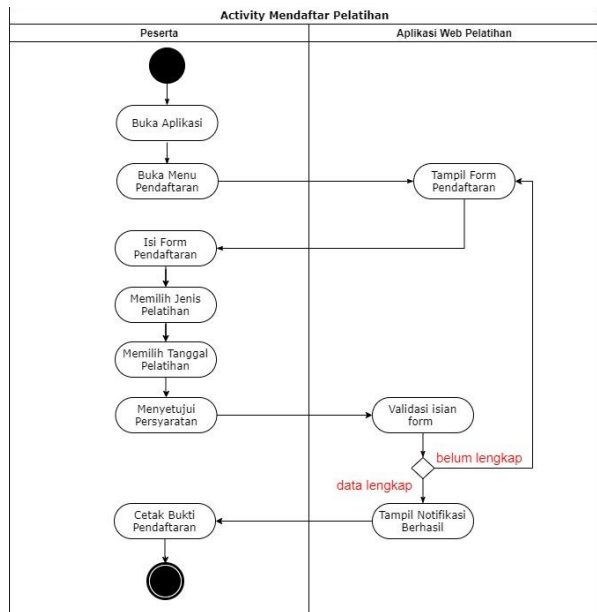 Activity Mendaftar Pelatihan
Peserta
Aplikasi Web Pelatihan
Buka Aplikasi
Buka Menu
Pendaftaran
Tampil Form
Pendaftaran
Isi Form
Pendaftaran
Memilih Jenis
Pelatihan
Memilih Tanggal
Pelatihan
Menyetujui
Persyaratan
Validasi isian
form
belum lengkap
data lengkap
Cetak Bukti
Pendaftaran
Tampil Notifikasi
Berhasil